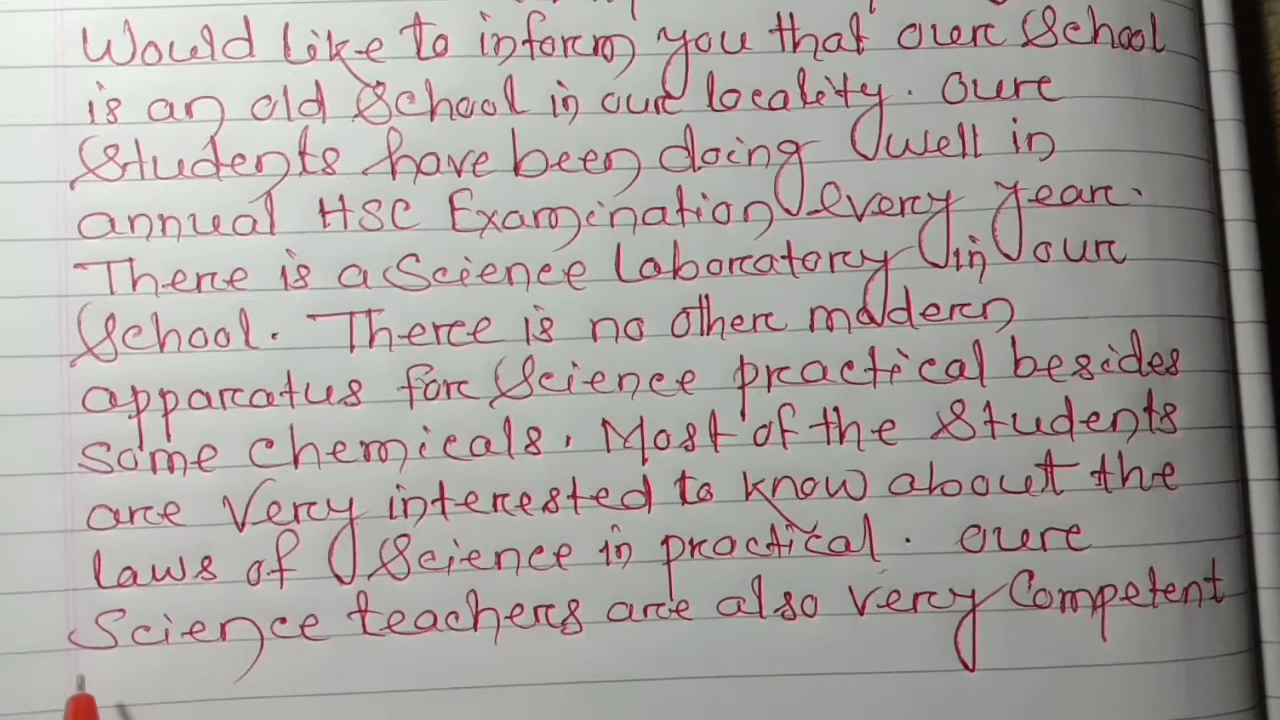 Would like to inform you that our School
is an old School in our locality. Oure
Students have been doing well in
annual HSC Examination every year.
There is a Science Laboratory in our
School. There is no other modern
apparatus for Science practical besides
some chemicals. Most of the students
are very interested to know about the
laws of Science in practical. Oure
Science teachers are also very Competent